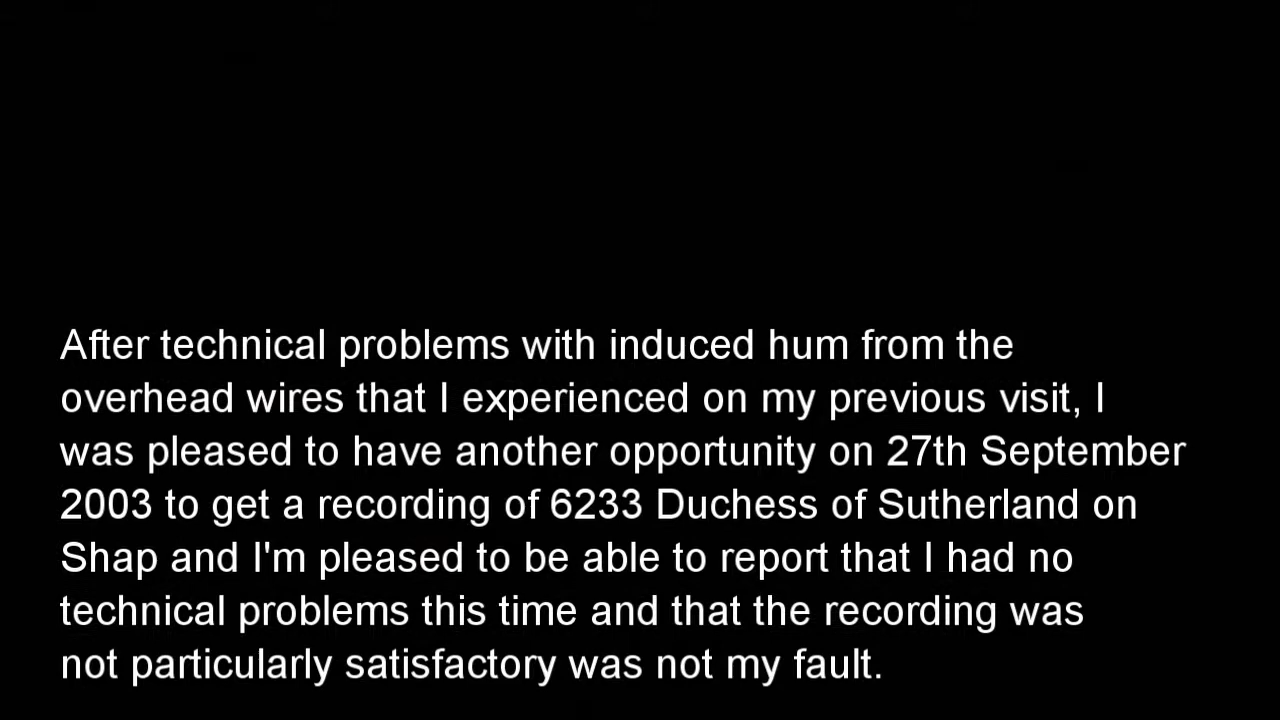 After technical problems with induced hum from the
overhead wires that I experienced on my previous visit, I
was pleased to have another opportunity on 27th September
2003 to get a recording of 6233 Duchess of Sutherland on
Shap and I'm pleased to be able to report that I had no
technical problems this time and that the recording was
not particularly satisfactory was not my fault.